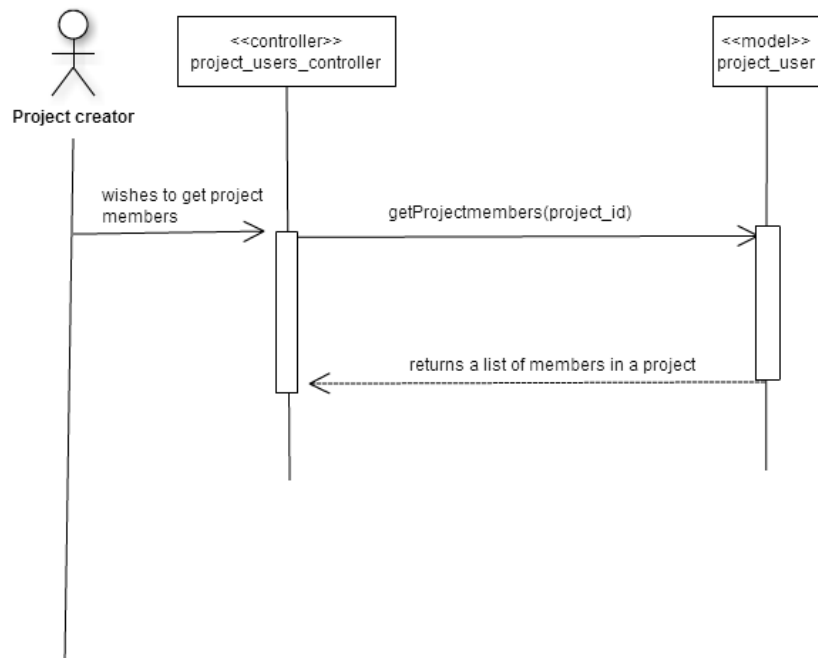 <<controller>>
project_users_controller
<<model>>
project_user
Project creator
wishes to get project
members
getProjectmembers(project_id)
returns a list of members in a project